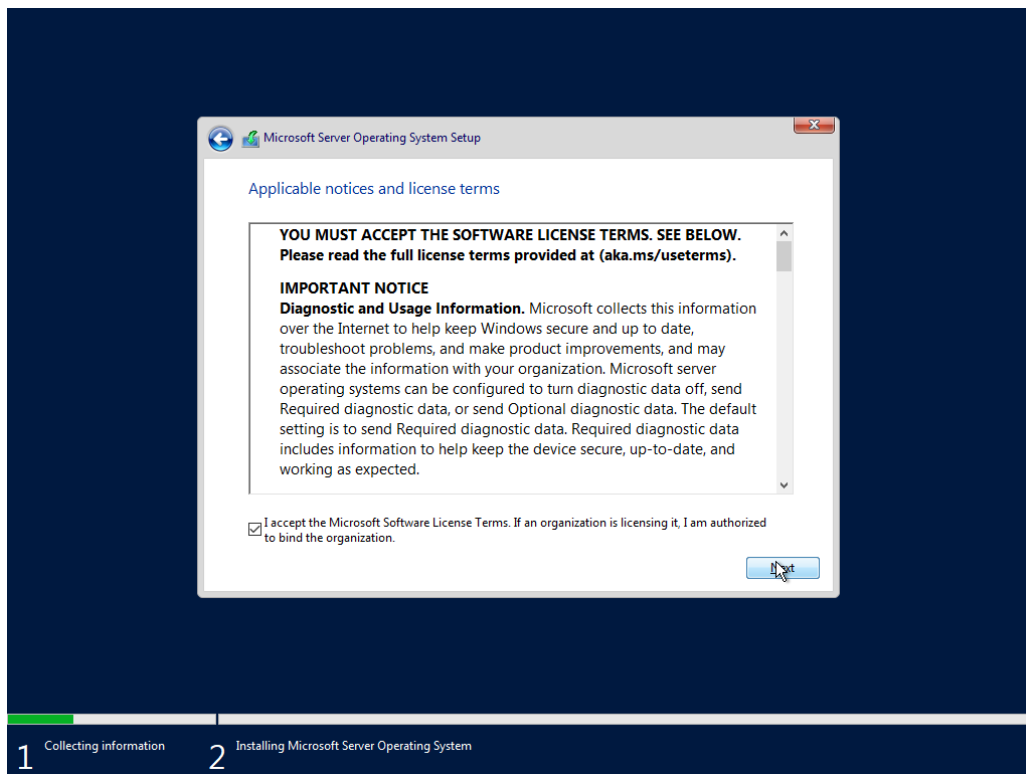 Microsoft Server Operating System Setup
Applicable notices and license terms
YOU MUST ACCEPT THE SOFTWARE LICENSE TERMS. SEE BELOW.
Please read the full license terms provided at (aka.ms/useterms).
IMPORTANT NOTICE
Diagnostic and Usage Information. Microsoft collects this information
over the Internet to help keep Windows secure and up to date,
troubleshoot problems, and make product improvements, and may
associate the information with your organization. Microsoft server
operating systems can be configured to turn diagnostic data off, send
Required diagnostic data, or send Optional diagnostic data. The default
setting is to send Required diagnostic data. Required diagnostic data
includes information to help keep the device secure, up-to-date, and
working as expected.
I accept the Microsoft Software License Terms. If an organization is licensing it, I am authorized
to bind the organization.
Next
1 Collecting information
2 Installing Microsoft Server Operating System